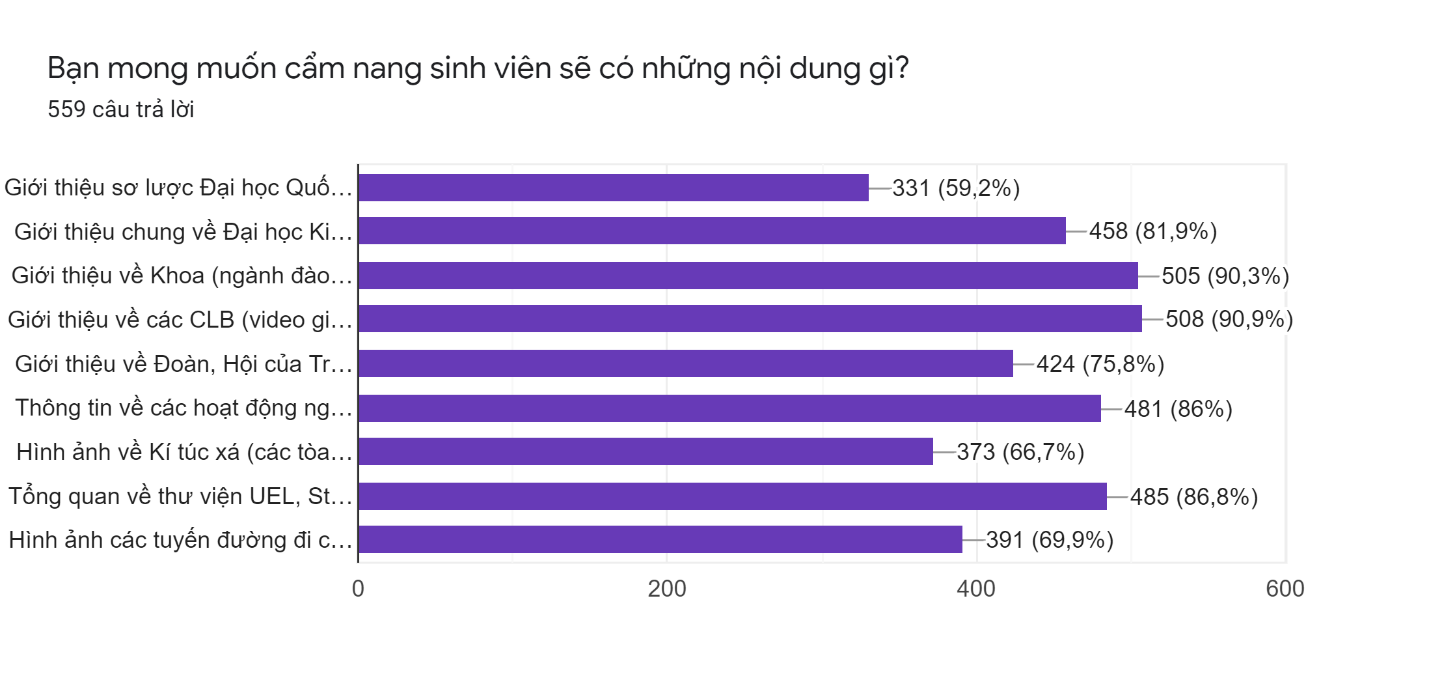 Bạn mong muốn cẩm nang sinh viên sẽ có những nội dung gì?
559 câu trả lời
Giới thiệu sơ lược Đại học Quố… 331 (59,2%)
Giới thiệu chung về Đại học Ki… 458 (81,9%)
Giới thiệu về Khoa (ngành đào… 505 (90,3%)
Giới thiệu về các CLB (video gi… 508 (90,9%)
Giới thiệu về Đoàn, Hội của Tr… 424 (75,8%)
Thông tin về các hoạt động ng… 481 (86%)
Hình ảnh về Kí túc xá (các tòa… 373 (66,7%)
Tổng quan về thư viện UEL, St… 485 (86,8%)
Hình ảnh các tuyến đường đi c… 391 (69,9%)
0 200 400 600